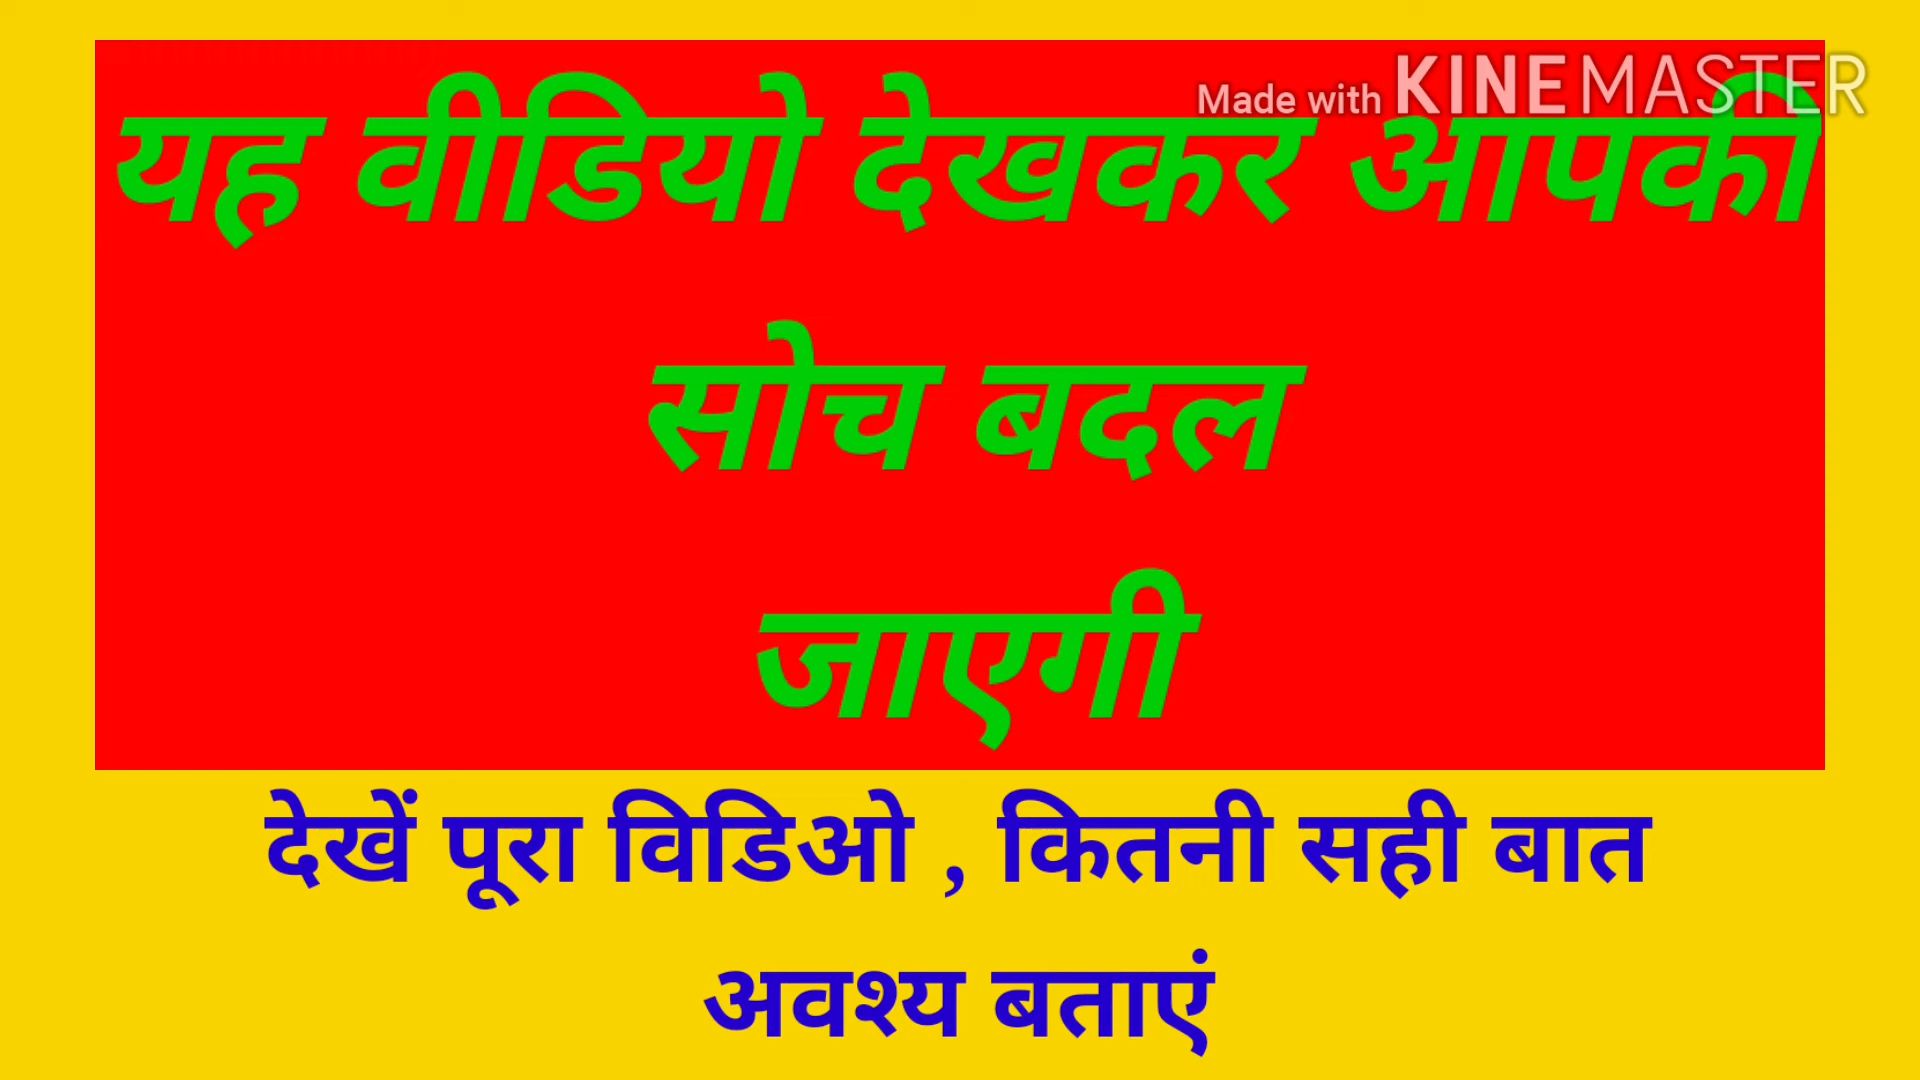 Made with KINEMASTER
यह वीडियो देखकर आपकी
सोच बदल
जाएगी
देखें पूरा विडिओ , कितनी सही बात
अवश्य बताएं